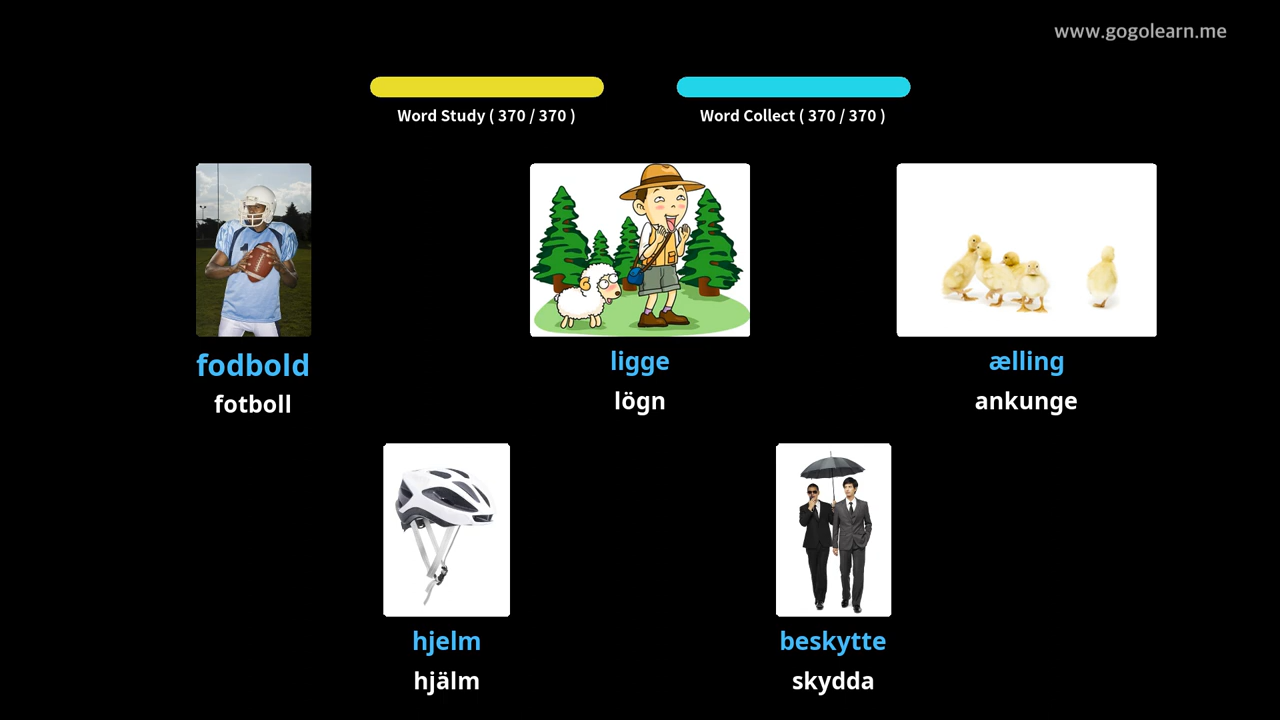 www.gogolearn.me
Word Study ( 370 / 370 )
Word Collect ( 370 / 370 )
fodbold
fotboll
ligge
lögn
ælling
ankunge
hjelm
hjälm
beskytte
skydda